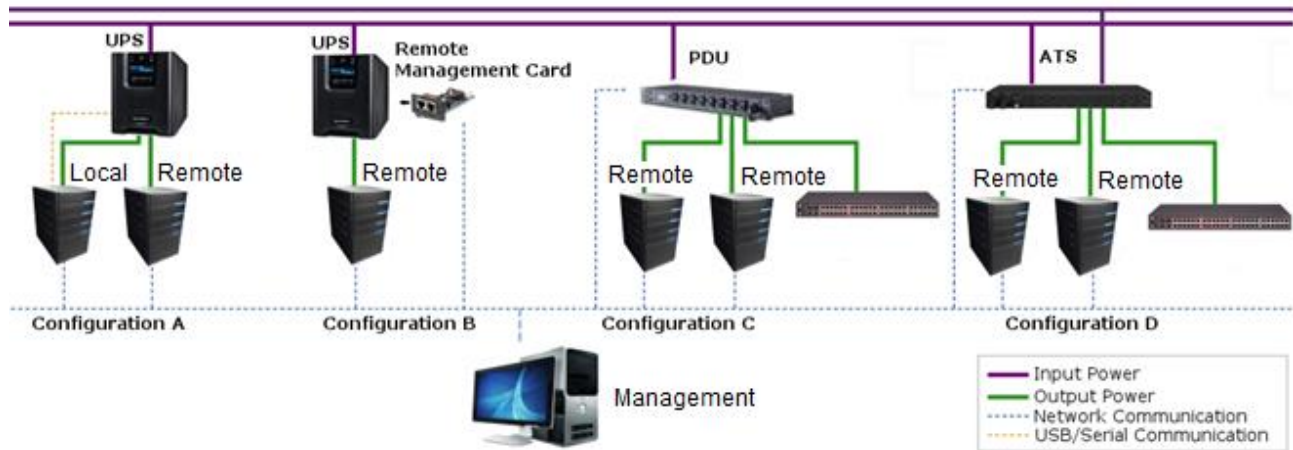 UPS
UPS
Remote
Management Card
PDU
ATS
Local
Remote
Remote
Remote
Remote
Remote
Remote
Configuration A
Configuration B
Configuration C
Configuration D
Management
Input Power
Output Power
Network Communication
USB/Serial Communication